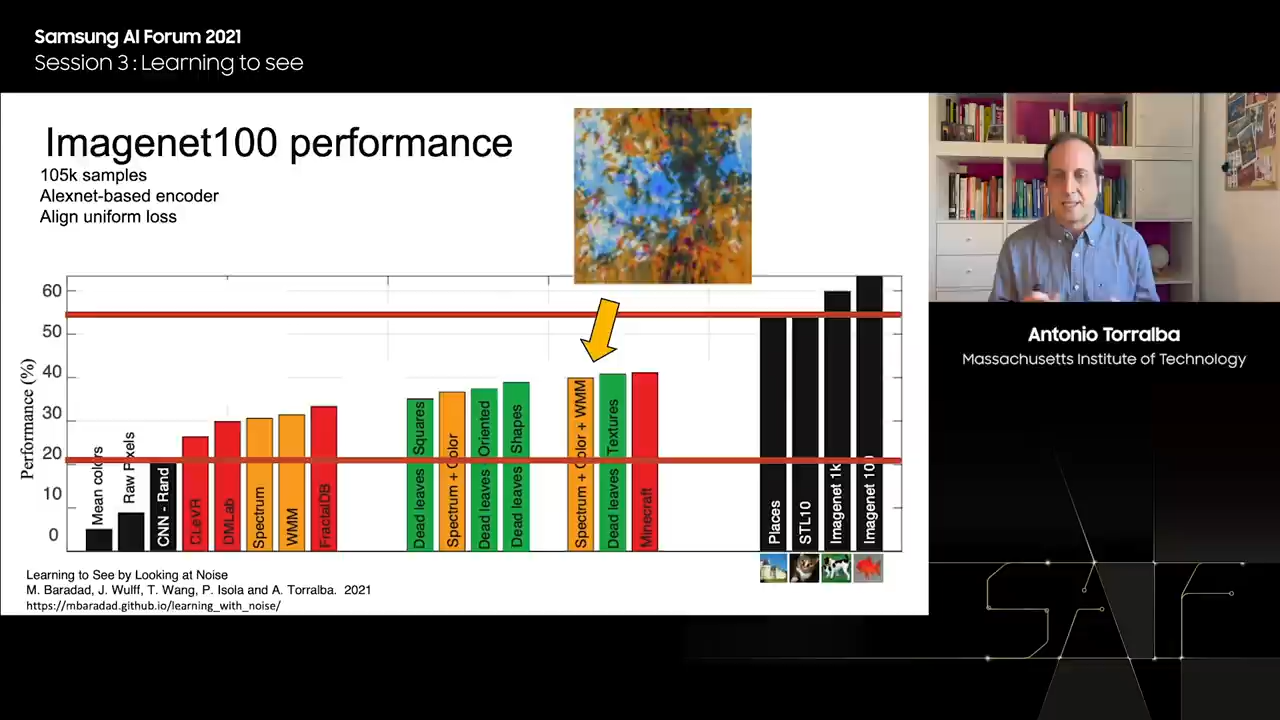 Samsung AI Forum 2021
Session 3 : Learning to see
Imagenet100 performance
105k samples
Alexnet-based encoder
Align uniform loss
Performance (%)
60
50
40
30
20
10
0
Mean colors
Raw Pixels
CNN - Rand
CLeVR
DMLab
Spectrum
WMM
FractalDB
Dead leaves Squares
Spectrum + Color
Dead leaves Oriented
Dead leaves Shapes
Spectrum + Color + WMM
Dead leaves Textures
Minecraft
Places
STL10
Imagenet 1k
Imagenet 100
Learning to See by Looking at Noise
M. Baradad, J. Wulff, T. Wang, P. Isola and A. Torralba. 2021
https://mbaradad.github.io/learning_with_noise/
Antonio Torralba
Massachusetts Institute of Technology
SAIF